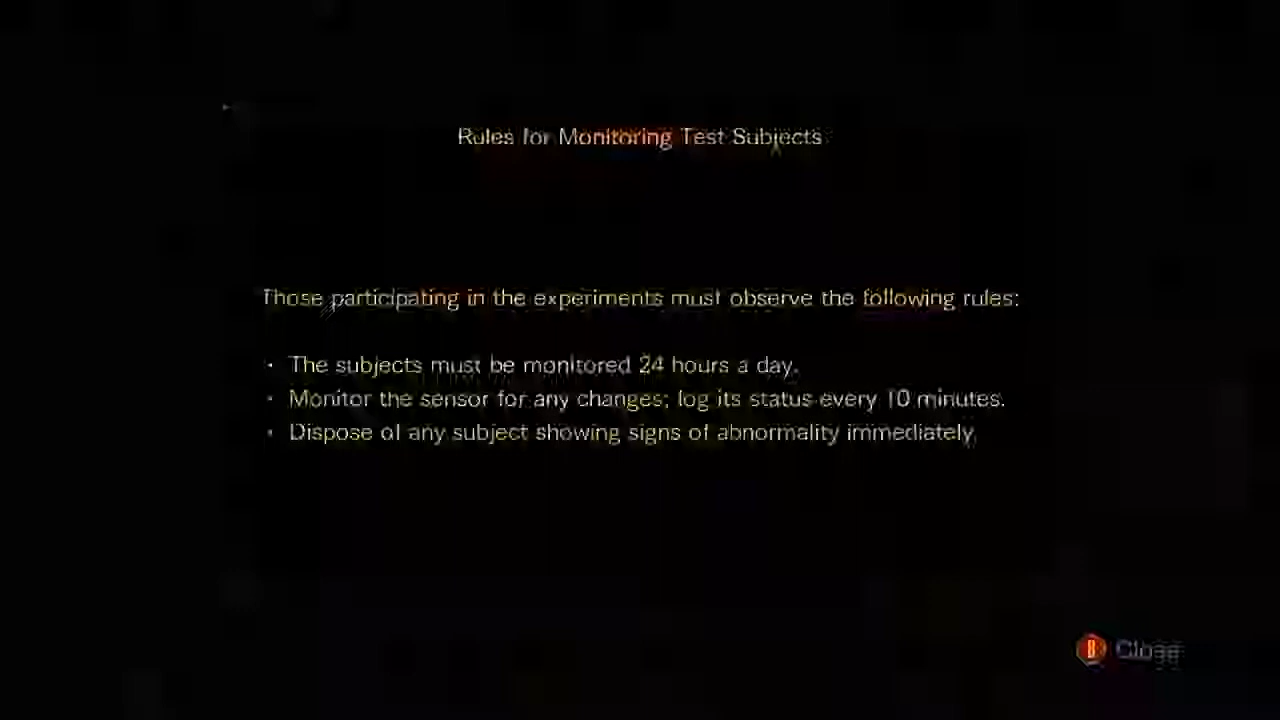 Rules for Monitoring Test Subjects
Those participating in the experiments must observe the following rules:
· The subjects must be monitored 24 hours a day.
· Monitor the sensor for any changes; log its status every 10 minutes.
· Dispose of any subject showing signs of abnormality immediately.
B Close